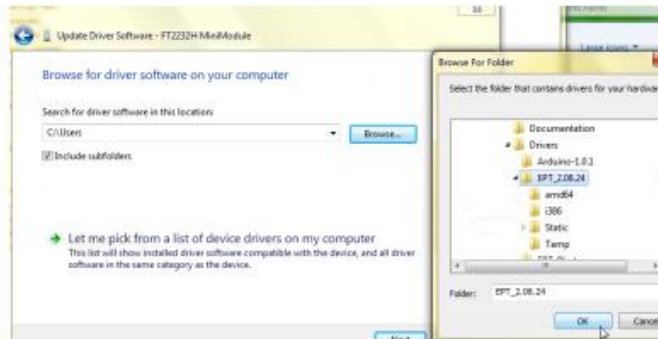 Update Driver Software - FT2232H MiniModule
Browse for driver software on your computer
Search for driver software in this location:
C:\Users
Browse...
Include subfolders
Let me pick from a list of device drivers on my computer
This list will show installed driver software compatible with the device, and all driver
software in the same category as the device.
Large icons
Browse For Folder
Select the folder that contains drivers for your hardwar
Documentation
Drivers
Arduino-1.0.1
EPT_2.08.24
amd64
i386
Static
Temp
Folder:
EPT_2.08.24
OK
Cancel